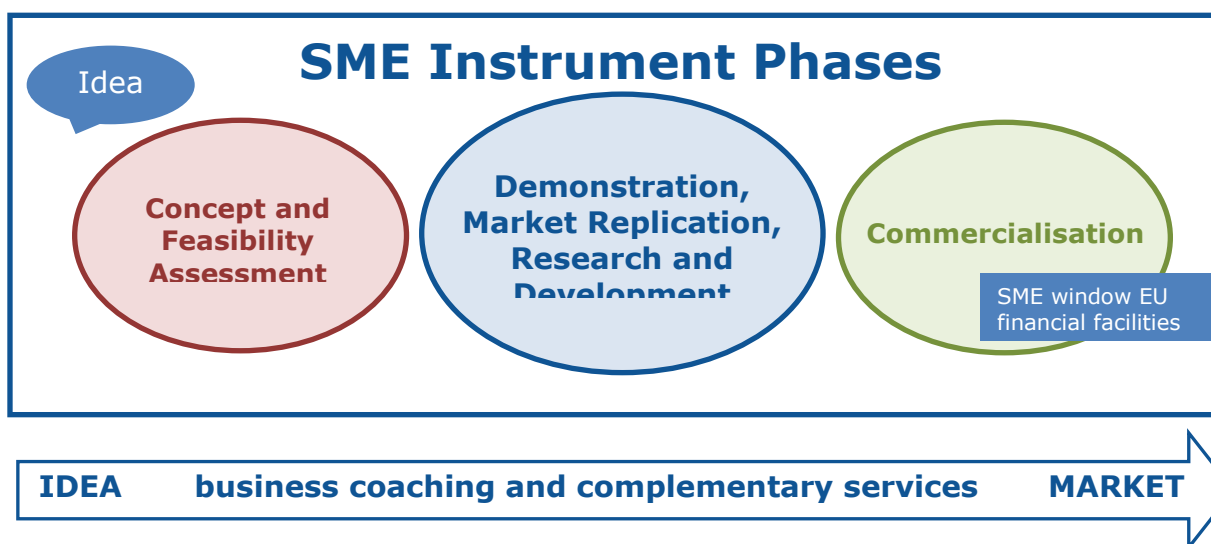 SME Instrument Phases
Idea
Concept and
Feasibility
Assessment
Demonstration,
Market Replication,
Research and
Development
Commercialisation
SME window EU
financial facilities
IDEA business coaching and complementary services MARKET